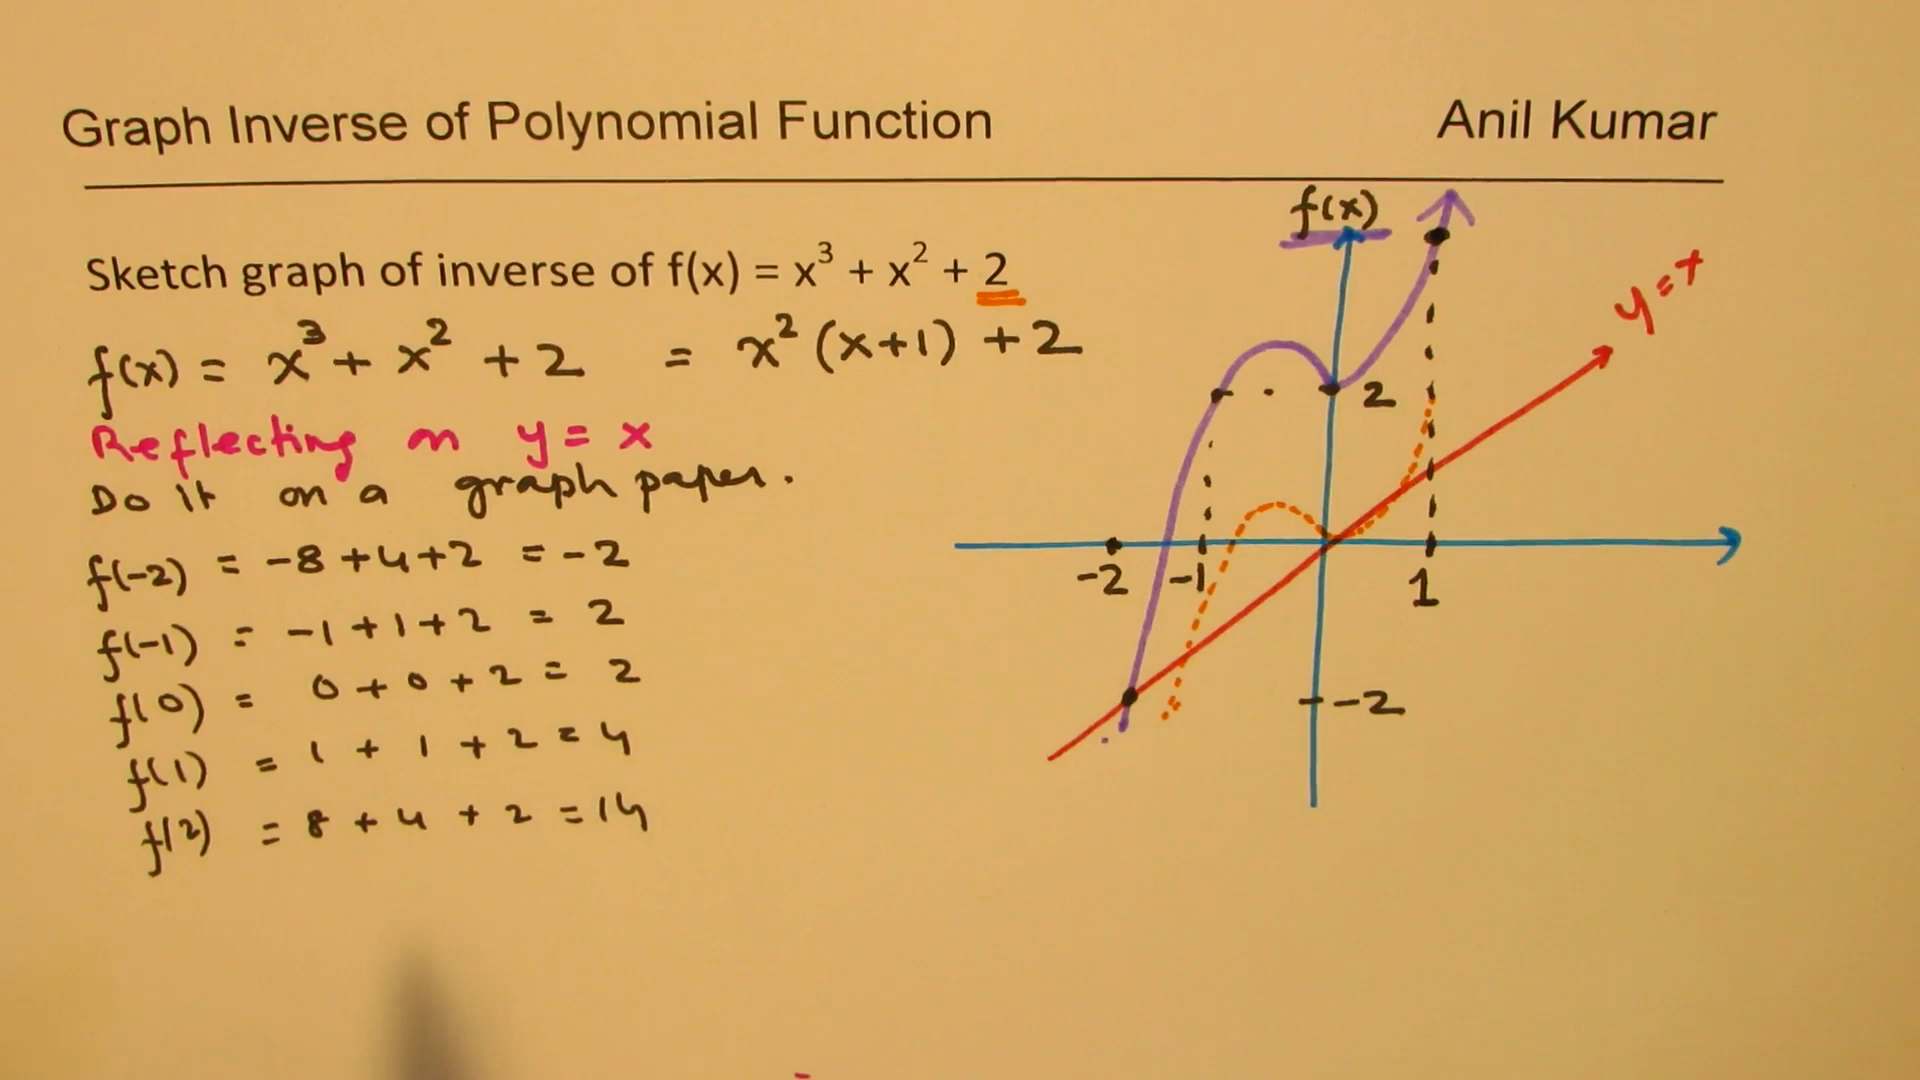 Graph Inverse of Polynomial Function Anil Kumar
Sketch graph of inverse of f(x) = x³ + x² + 2
f(x) = x³ + x² + 2 = x² (x+1) + 2
Reflecting on y = x
Do it on a graph paper.
f(-2) = -8 + 4 + 2 = -2
f(-1) = -1 + 1 + 2 = 2
f(0) = 0 + 0 + 2 = 2
f(1) = 1 + 1 + 2 = 4
f(2) = 8 + 4 + 2 = 14
f(x)
y = x
2
-2 -1 1
-2